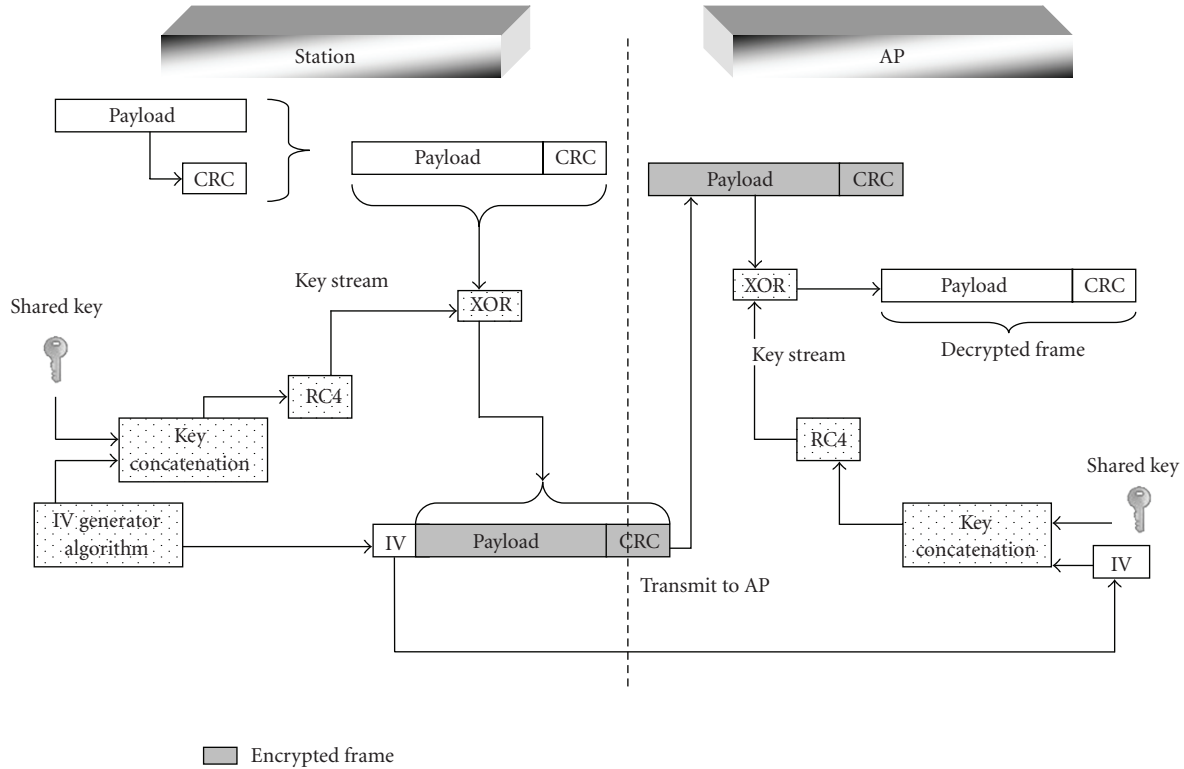 Station
AP
Payload
CRC
Payload CRC
Payload CRC
Key stream
XOR
XOR
Payload CRC
Shared key
Key stream
Decrypted frame
RC4
Key
concatenation
RC4
Shared key
IV generator
algorithm
IV Payload CRC
Key
concatenation
IV
Transmit to AP
Encrypted frame